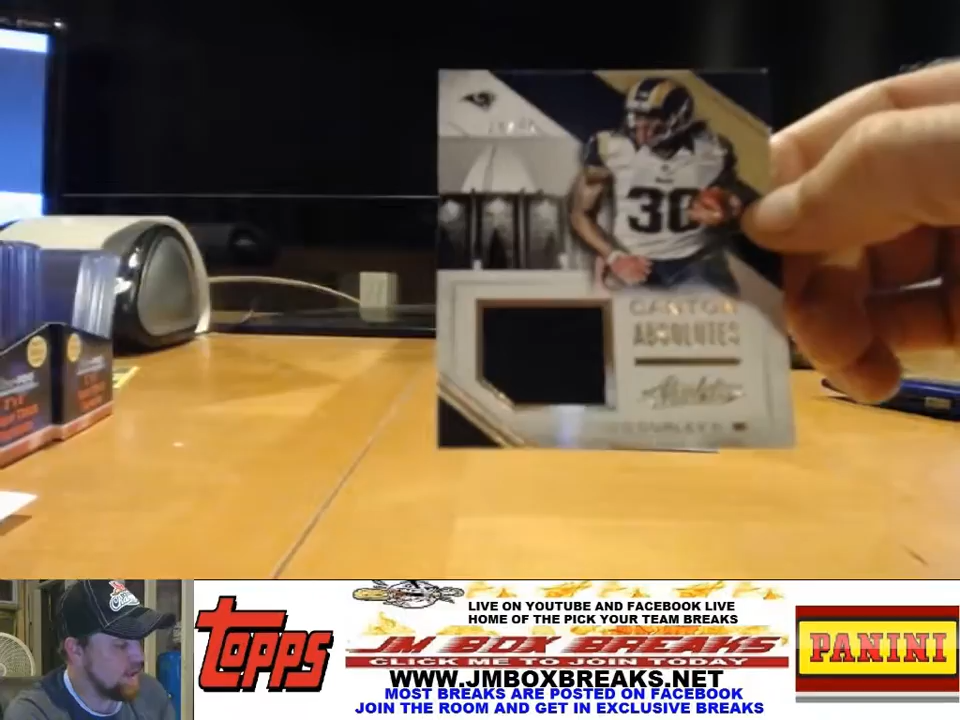 30
CANTON
ABSOLUTES
Absolute
TOPPS
LIVE ON YOUTUBE AND FACEBOOK LIVE
HOME OF THE PICK YOUR TEAM BREAKS
JM BOX BREAKS
CLICK ME TO JOIN TODAY
WWW.JMBOXBREAKS.NET
MOST BREAKS ARE POSTED ON FACEBOOK
JOIN THE ROOM AND GET IN EXCLUSIVE BREAKS
PANINI